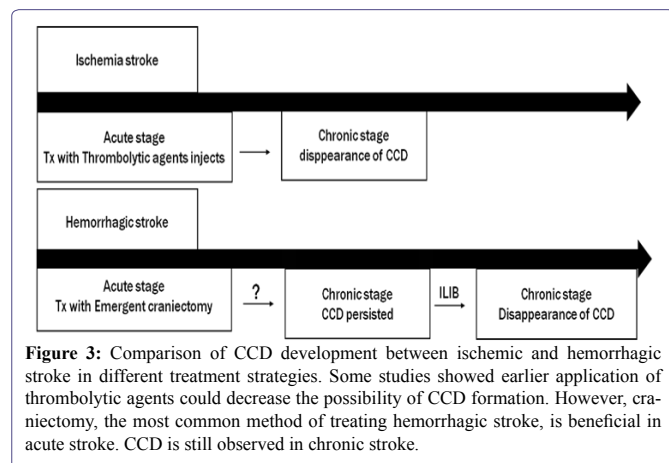 Ischemia stroke
Acute stage
Tx with Thrombolytic agents injects
Chronic stage
disppearance of CCD
Hemorrhagic stroke
Acute stage
Tx with Emergent craniectomy
?
Chronic stage
CCD persisted
ILIB
Chronic stage
Disappearance of CCD
Figure 3: Comparison of CCD development between ischemic and hemorrhagic
stroke in different treatment strategies. Some studies showed earlier application of
thrombolytic agents could decrease the possibility of CCD formation. However, cra-
niectomy, the most common method of treating hemorrhagic stroke, is beneficial in
acute stroke. CCD is still observed in chronic stroke.